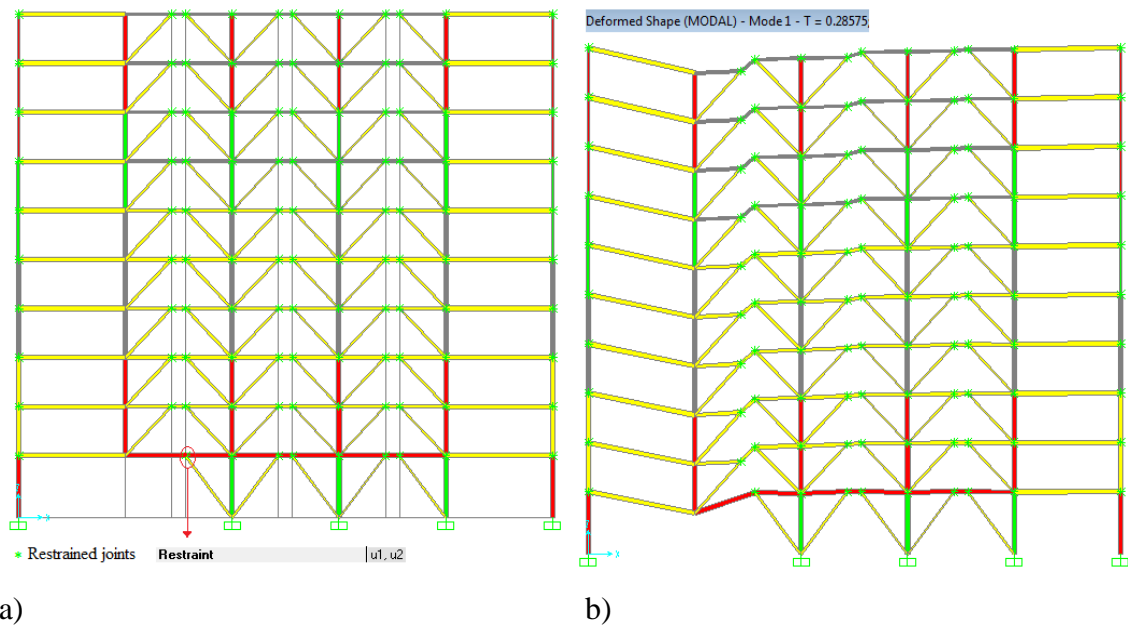 Deformed Shape (MODAL) - Mode 1 - T = 0.28575;
* Restrained joints Restraint u1, u2
a)
b)